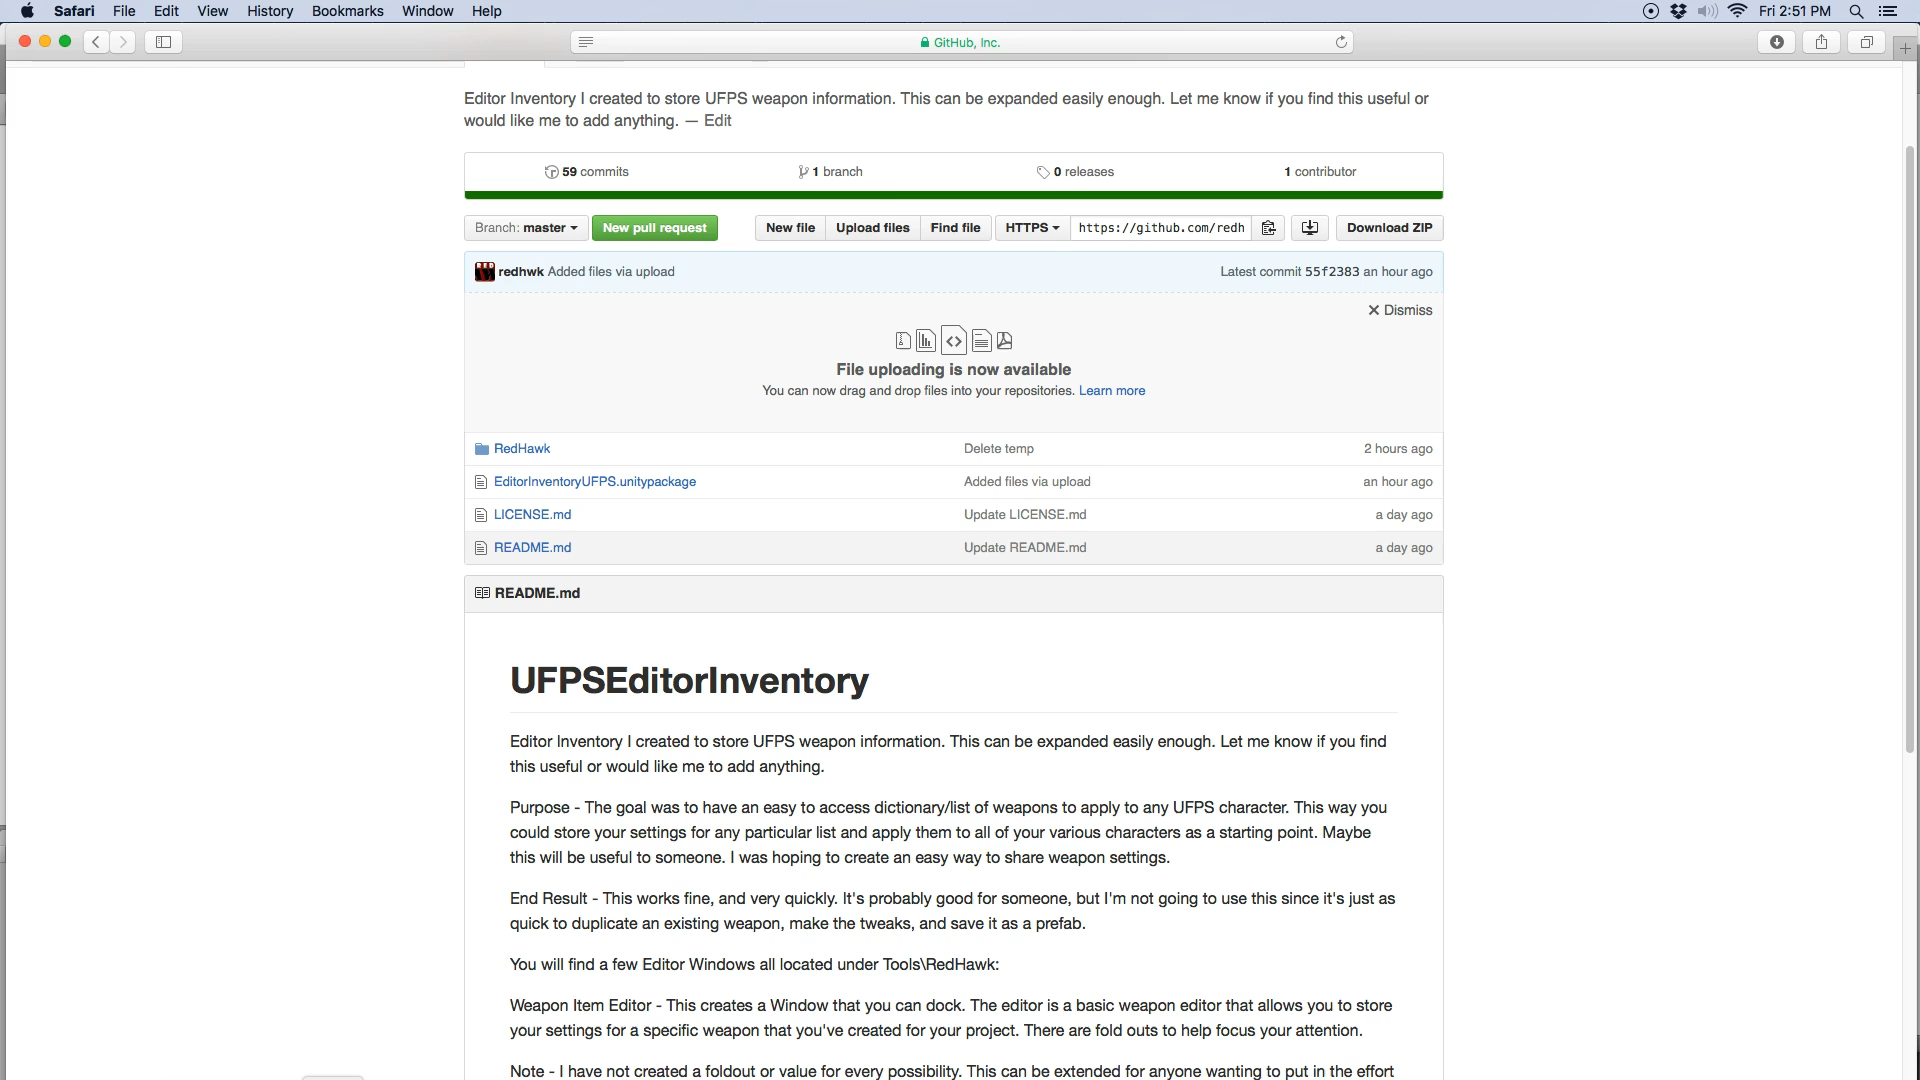 Safari File Edit View History Bookmarks Window Help Fri 2:51 PM
GitHub, Inc.
Editor Inventory I created to store UFPS weapon information. This can be expanded easily enough. Let me know if you find this useful or
would like me to add anything. — Edit
59 commits 1 branch 0 releases 1 contributor
Branch: master New pull request New file Upload files Find file HTTPS https://github.com/redh Download ZIP
redhwk Added files via upload Latest commit 55f2383 an hour ago
Dismiss
File uploading is now available
You can now drag and drop files into your repositories. Learn more
RedHawk Delete temp 2 hours ago
EditorInventoryUFPS.unitypackage Added files via upload an hour ago
LICENSE.md Update LICENSE.md a day ago
README.md Update README.md a day ago
README.md
UFPSEditorInventory
Editor Inventory I created to store UFPS weapon information. This can be expanded easily enough. Let me know if you find
this useful or would like me to add anything.
Purpose - The goal was to have an easy to access dictionary/list of weapons to apply to any UFPS character. This way you
could store your settings for any particular list and apply them to all of your various characters as a starting point. Maybe
this will be useful to someone. I was hoping to create an easy way to share weapon settings.
End Result - This works fine, and very quickly. It's probably good for someone, but I'm not going to use this since it's just as
quick to duplicate an existing weapon, make the tweaks, and save it as a prefab.
You will find a few Editor Windows all located under Tools\RedHawk:
Weapon Item Editor - This creates a Window that you can dock. The editor is a basic weapon editor that allows you to store
your settings for a specific weapon that you've created for your project. There are fold outs to help focus your attention.
Note - I have not created a foldout or value for every possibility. This can be extended for anyone wanting to put in the effort